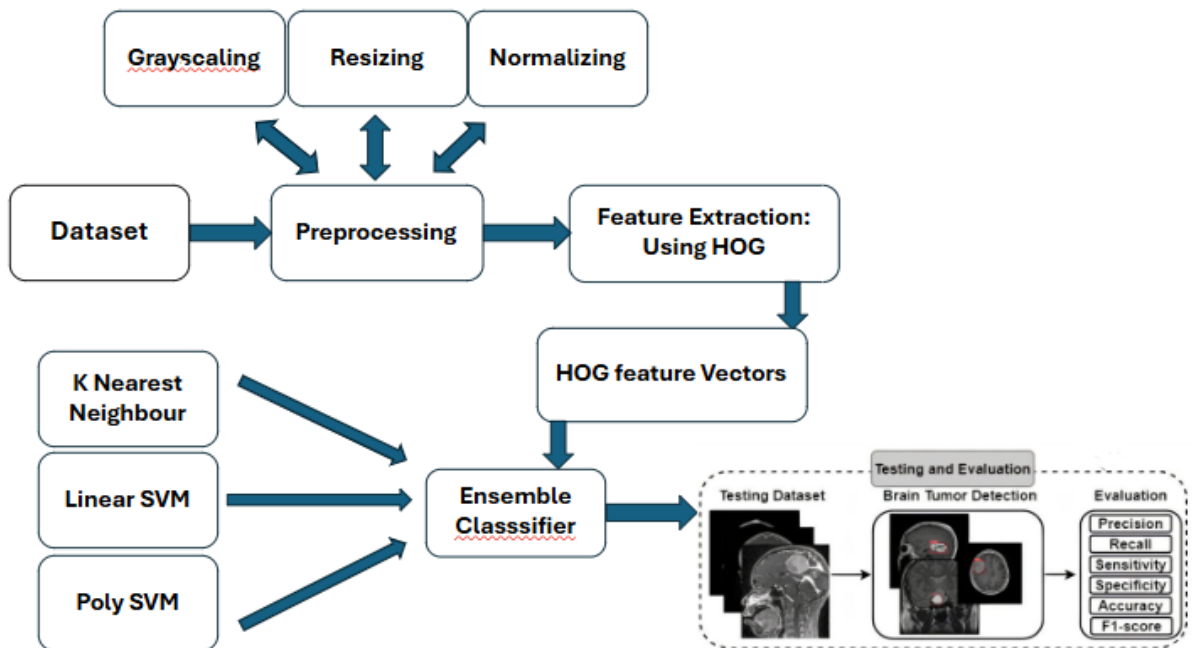 Grayscaling
Resizing
Normalizing
Dataset
Preprocessing
Feature Extraction:
Using HOG
HOG feature Vectors
K Nearest
Neighbour
Linear SVM
Poly SVM
Ensemble
Classsifier
Testing and Evaluation
Testing Dataset
Brain Tumor Detection
Evaluation
Precision
Recall
Sensitivity
Specificity
Accuracy
F1-score